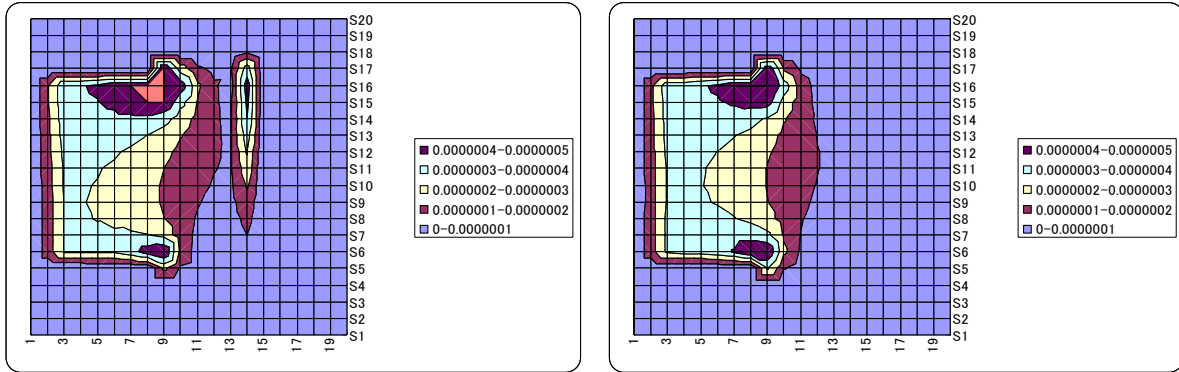 S20
S19
S18
S17
S16
S15
S14
S13
S12
S11
S10
S9
S8
S7
S6
S5
S4
S3
S2
S1
1
3
5
7
9
11
13
15
17
19
0.0000004-0.0000005
0.0000003-0.0000004
0.0000002-0.0000003
0.0000001-0.0000002
0-0.0000001
S20
S19
S18
S17
S16
S15
S14
S13
S12
S11
S10
S9
S8
S7
S6
S5
S4
S3
S2
S1
1
3
5
7
9
11
13
15
17
19
0.0000004-0.0000005
0.0000003-0.0000004
0.0000002-0.0000003
0.0000001-0.0000002
0-0.0000001